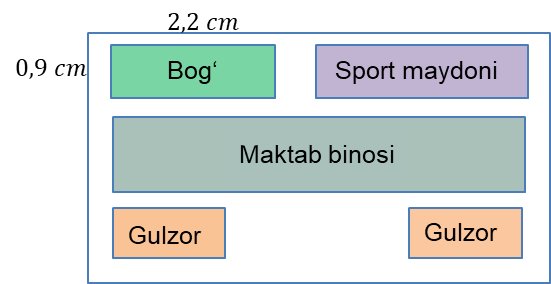 2,2 cm
0,9 cm
Bog‘
Sport maydoni
Maktab binosi
Gulzor
Gulzor